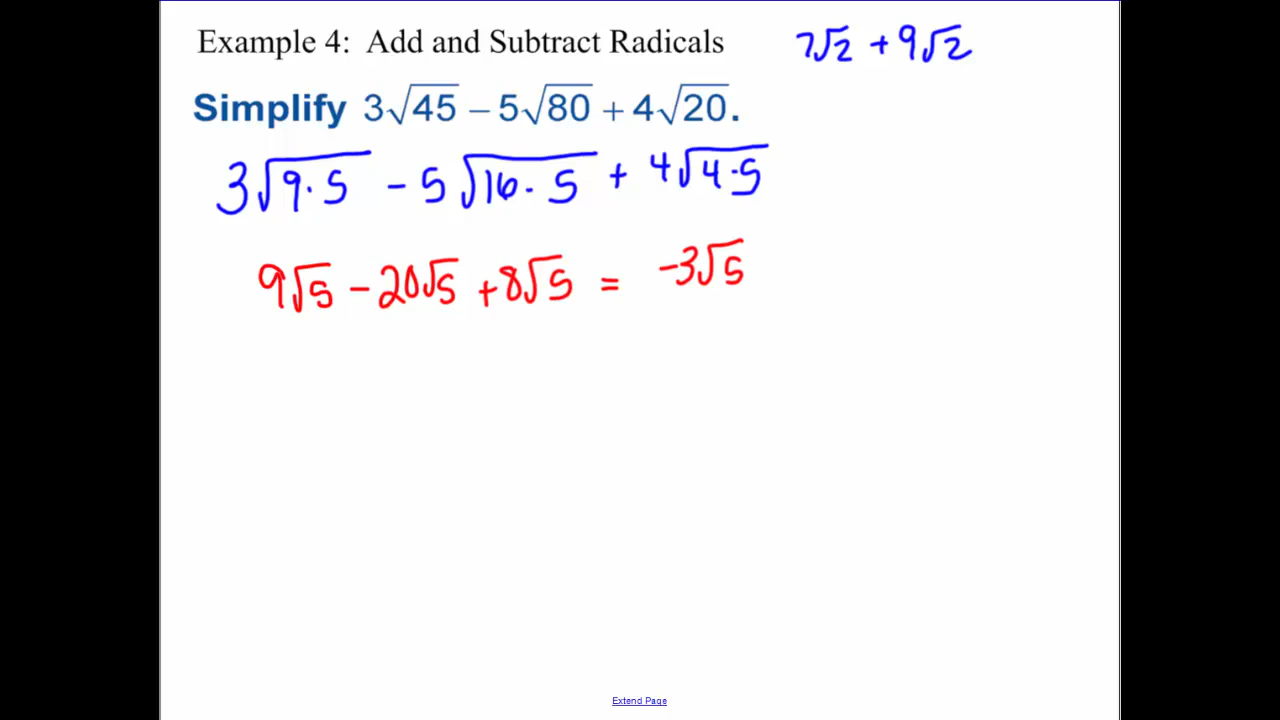 Example 4: Add and Subtract Radicals 7√2 + 9√2
Simplify 3√45 – 5√80 + 4√20.
3√9·5 - 5√16·5 + 4√4·5
9√5 - 20√5 + 8√5 = -3√5
Extend Page